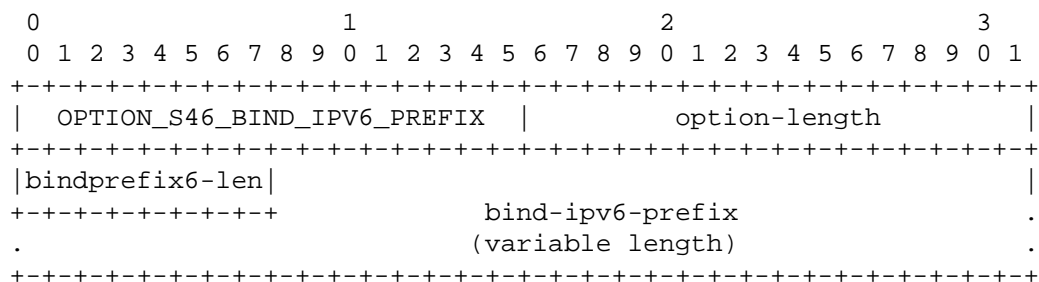 0                   1                   2                   3
 0 1 2 3 4 5 6 7 8 9 0 1 2 3 4 5 6 7 8 9 0 1 2 3 4 5 6 7 8 9 0 1
+-+-+-+-+-+-+-+-+-+-+-+-+-+-+-+-+-+-+-+-+-+-+-+-+-+-+-+-+-+-+-+-+
|  OPTION_S46_BIND_IPV6_PREFIX  |         option-length         |
+-+-+-+-+-+-+-+-+-+-+-+-+-+-+-+-+-+-+-+-+-+-+-+-+-+-+-+-+-+-+-+-+
|bindprefix6-len|                                               |
+-+-+-+-+-+-+-+-+             bind-ipv6-prefix                  .
.                            (variable length)                  .
+-+-+-+-+-+-+-+-+-+-+-+-+-+-+-+-+-+-+-+-+-+-+-+-+-+-+-+-+-+-+-+-+